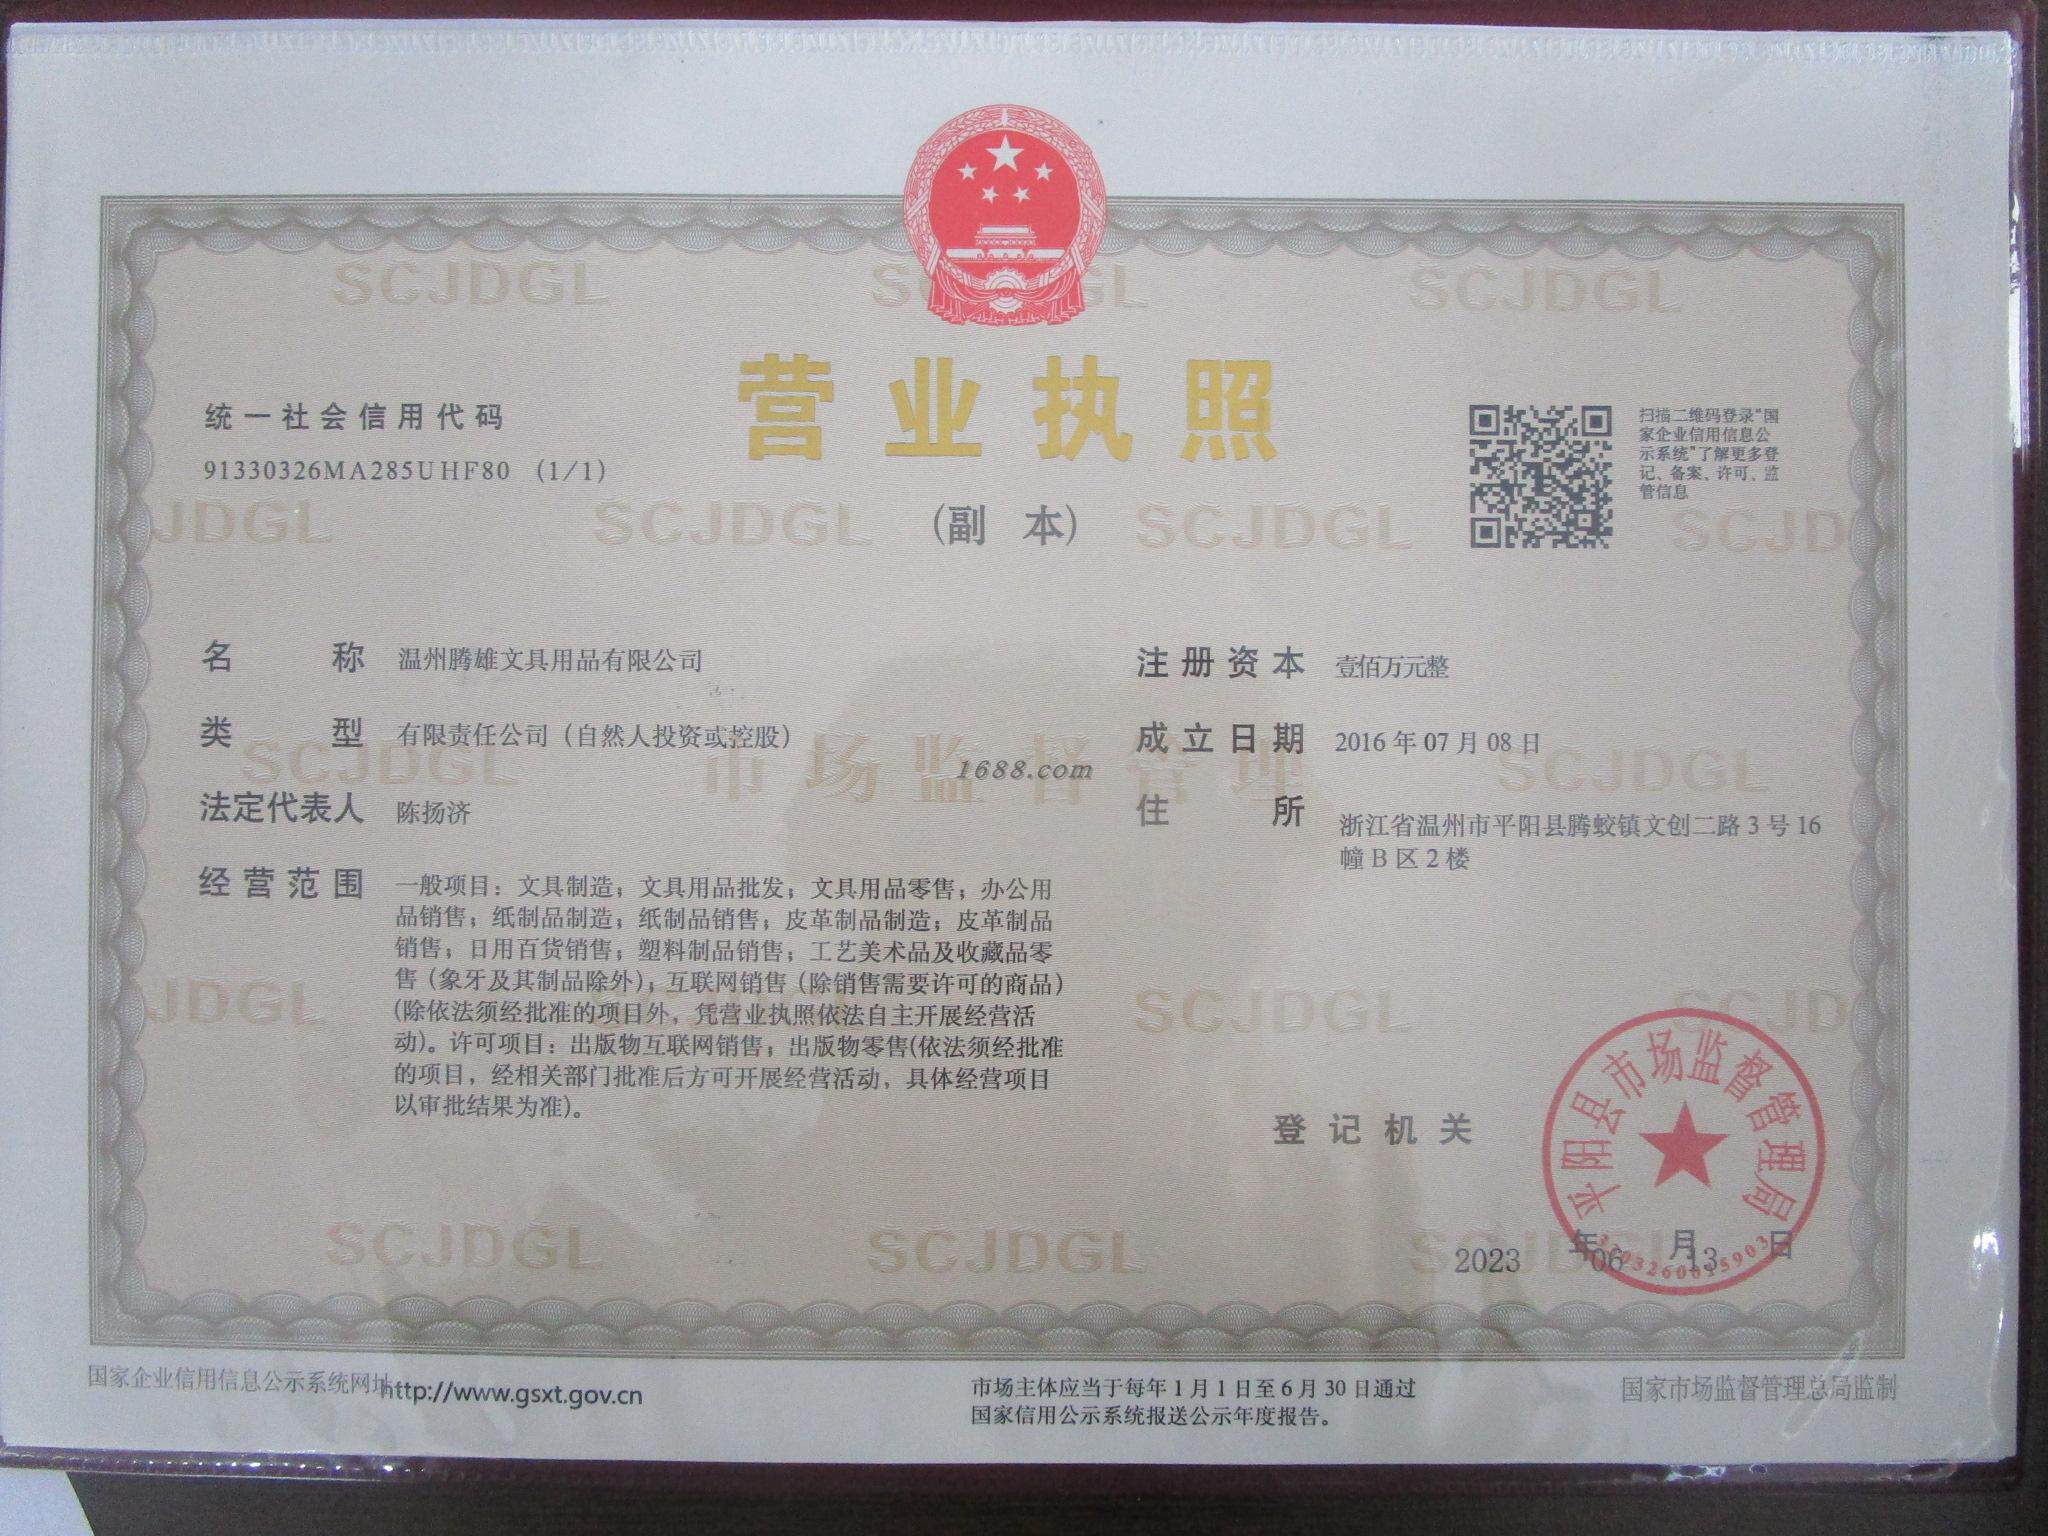 营业执照
(副 本)
统一社会信用代码
91330326MA285UHF80 (1/1)
扫描二维码登录“国
家企业信用信息公
示系统”了解更多登
记、备案、许可、监
管信息
名称 温州腾雄文具用品有限公司
类型 有限责任公司（自然人投资或控股）
法定代表人 陈扬济
经营范围 一般项目：文具制造；文具用品批发；文具用品零售；办公用
品销售；纸制品制造；纸制品销售；皮革制品制造；皮革制品
销售；日用百货销售；塑料制品销售；工艺美术品及收藏品零
售（象牙及其制品除外）；互联网销售（除销售需要许可的商品）
(除依法须经批准的项目外，凭营业执照依法自主开展经营活
动)。许可项目：出版物互联网销售；出版物零售(依法须经批准
的项目，经相关部门批准后方可开展经营活动，具体经营项目
以审批结果为准)。
注册资本 壹佰万元整
成立日期 2016 年 07 月 08 日
住所 浙江省温州市平阳县腾蛟镇文创二路 3 号 16
幢 B 区 2 楼
1688.com
市场监督管理
SCJDGL
登记机关
平阳县市场监督管理局
2023 年 06 月 13 日
国家企业信用信息公示系统网址http://www.gsxt.gov.cn
市场主体应当于每年 1 月 1 日至 6 月 30 日通过
国家信用公示系统报送公示年度报告。
国家市场监督管理总局监制